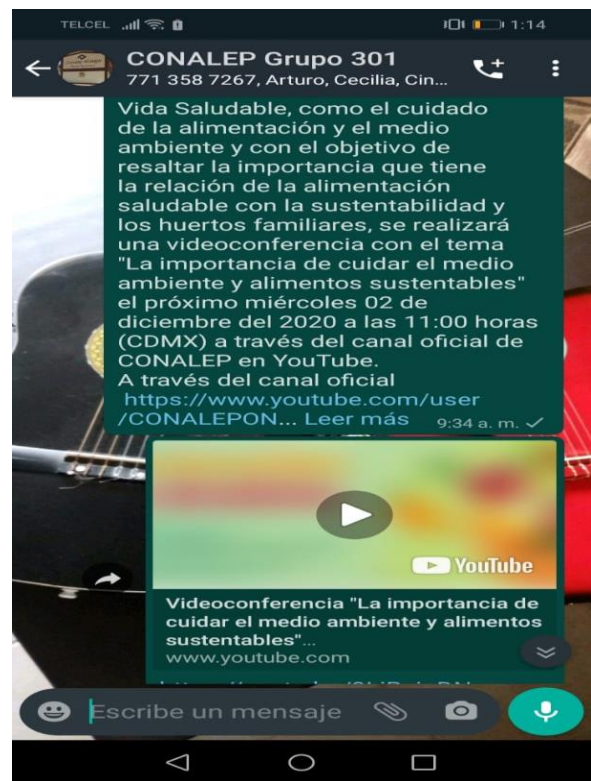 TELCEL 1:14
CONALEP Grupo 301
771 358 7267, Arturo, Cecilia, Cin...
Vida Saludable, como el cuidado
de la alimentación y el medio
ambiente y con el objetivo de
resaltar la importancia que tiene
la relación de la alimentación
saludable con la sustentabilidad y
los huertos familiares, se realizará
una videoconferencia con el tema
"La importancia de cuidar el medio
ambiente y alimentos sustentables"
el próximo miércoles 02 de
diciembre del 2020 a las 11:00 horas
(CDMX) a través del canal oficial de
CONALEP en YouTube.
A través del canal oficial
https://www.youtube.com/user
/CONALEPON... Leer más 9:34 a. m.
YouTube
Videoconferencia "La importancia de
cuidar el medio ambiente y alimentos
sustentables"...
www.youtube.com
Escribe un mensaje